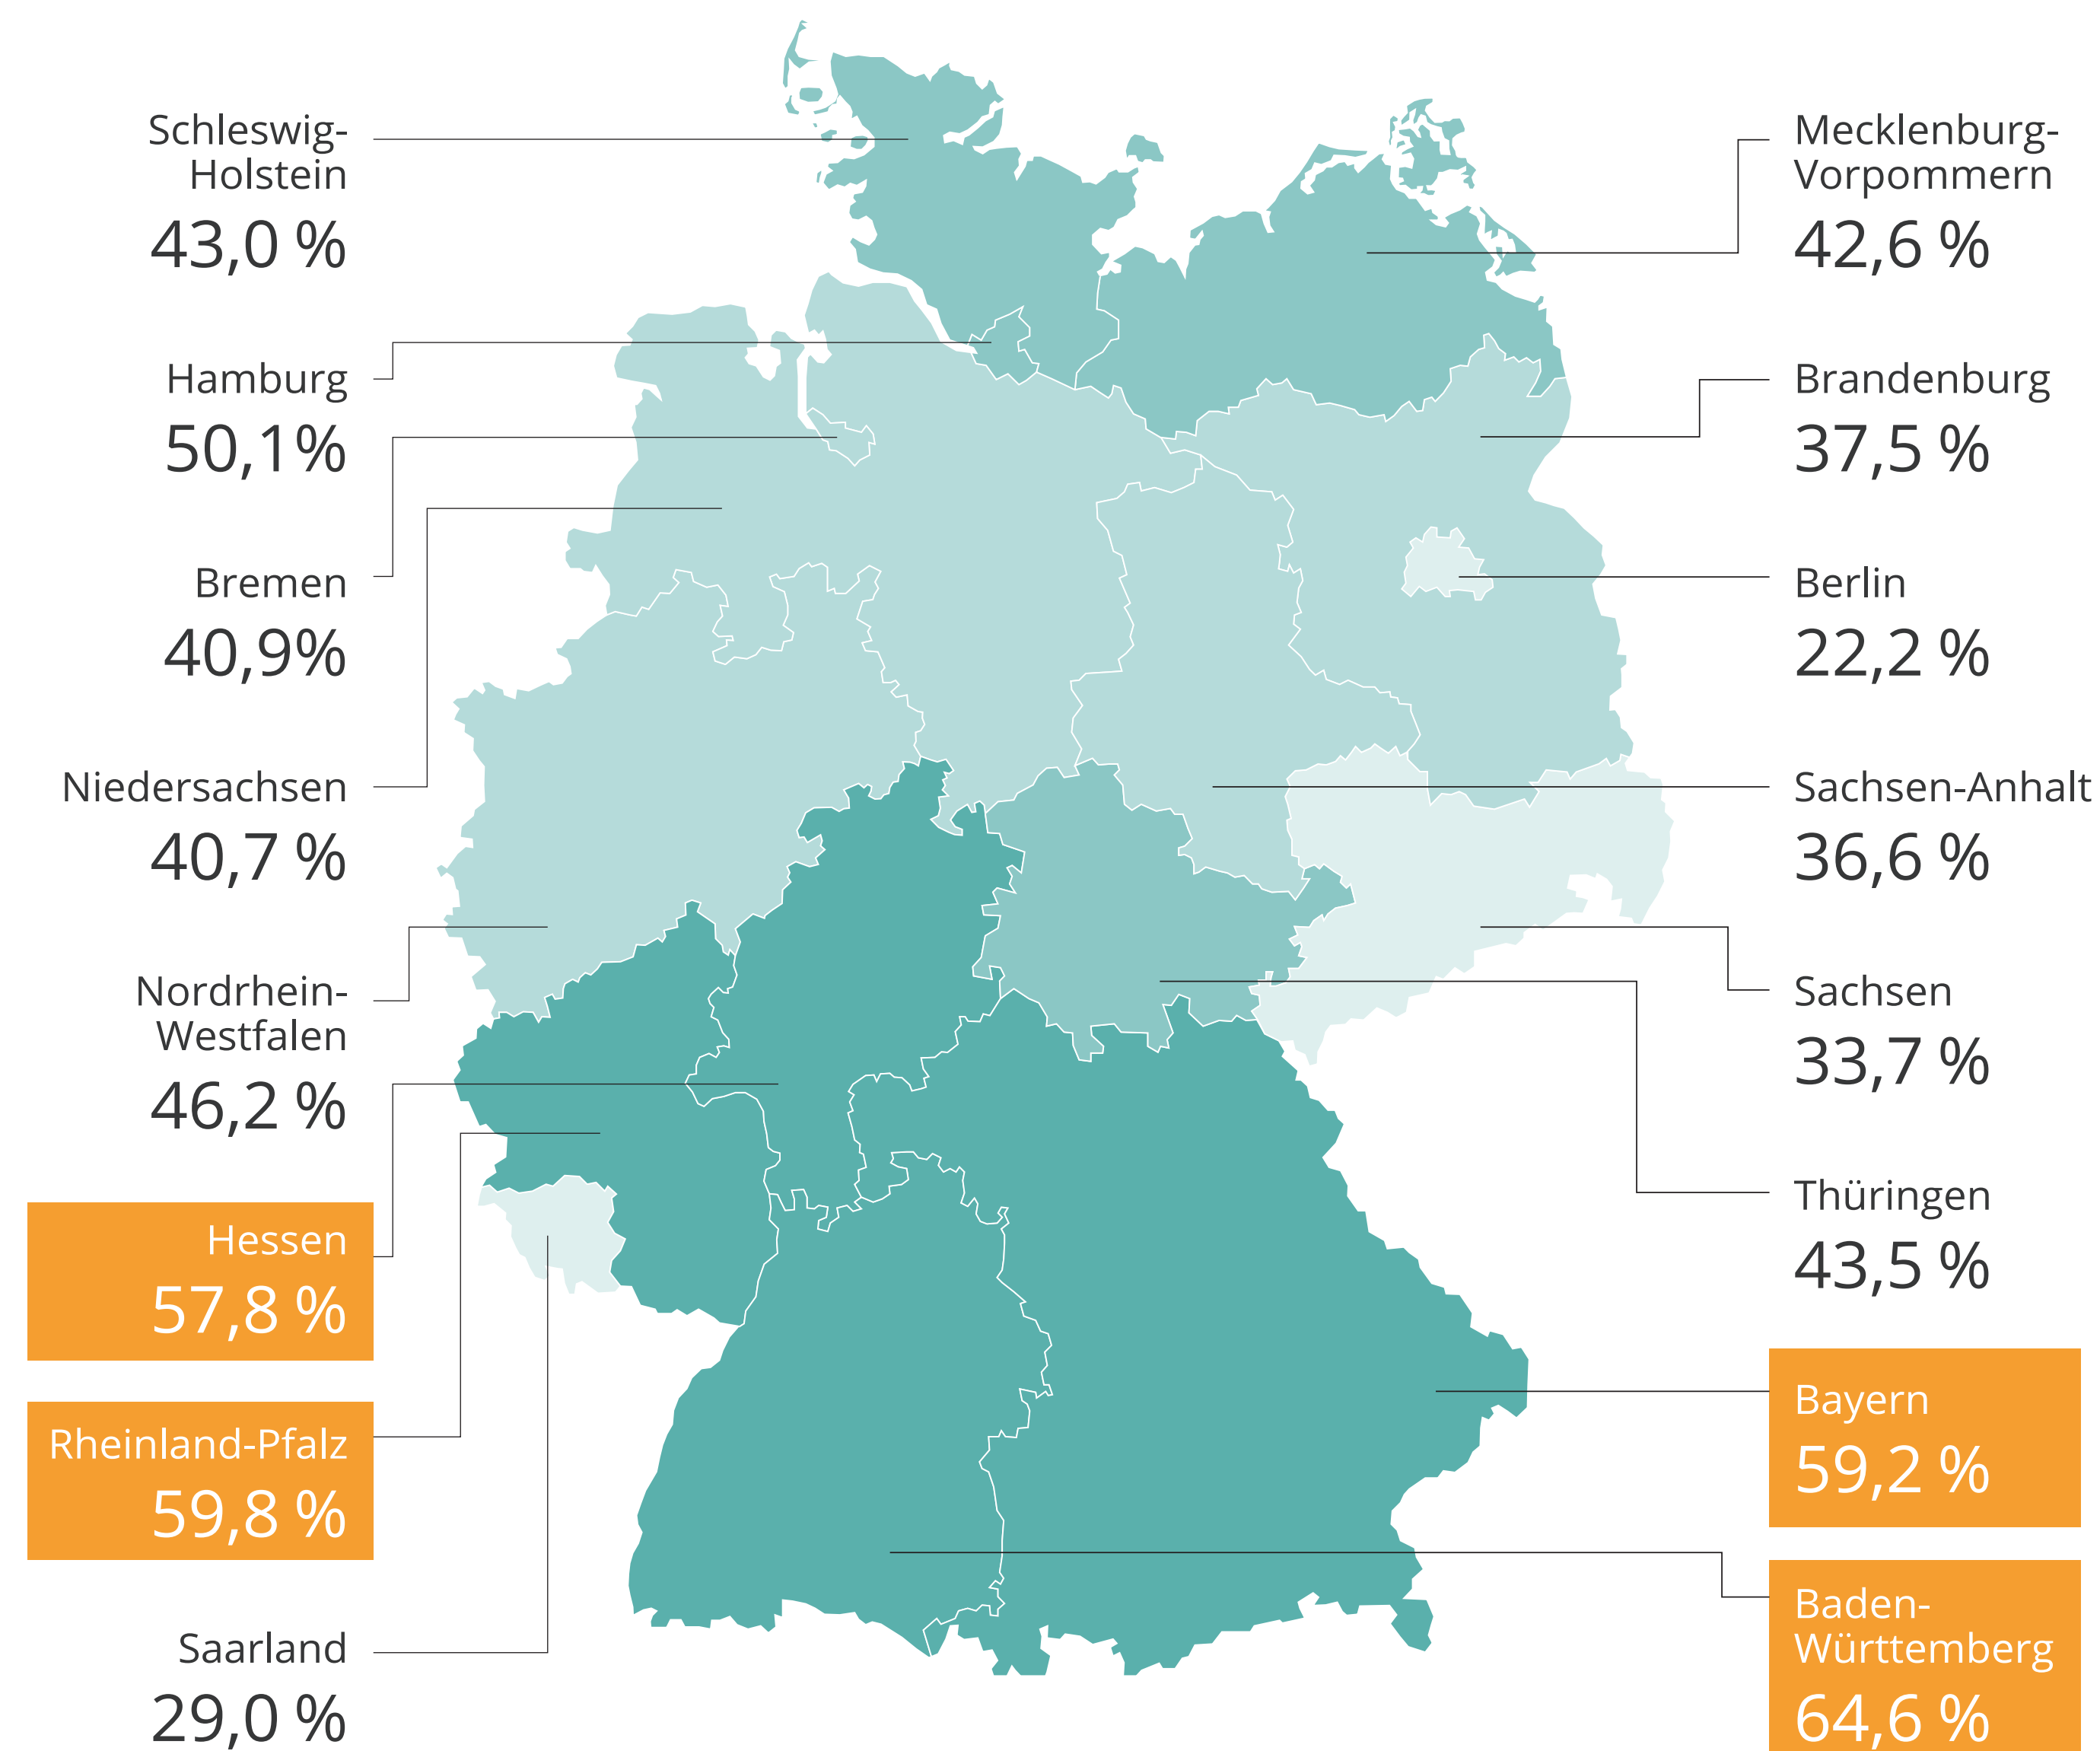 Schleswig-
Holstein
43,0 %
Hamburg
50,1%
Bremen
40,9%
Niedersachsen
40,7 %
Nordrhein-
Westfalen
46,2 %
Hessen
57,8 %
Rheinland-Pfalz
59,8 %
Saarland
29,0 %
Mecklenburg-
Vorpommern
42,6 %
Brandenburg
37,5 %
Berlin
22,2 %
Sachsen-Anhalt
36,6 %
Sachsen
33,7 %
Thüringen
43,5 %
Bayern
59,2 %
Baden-
Württemberg
64,6 %